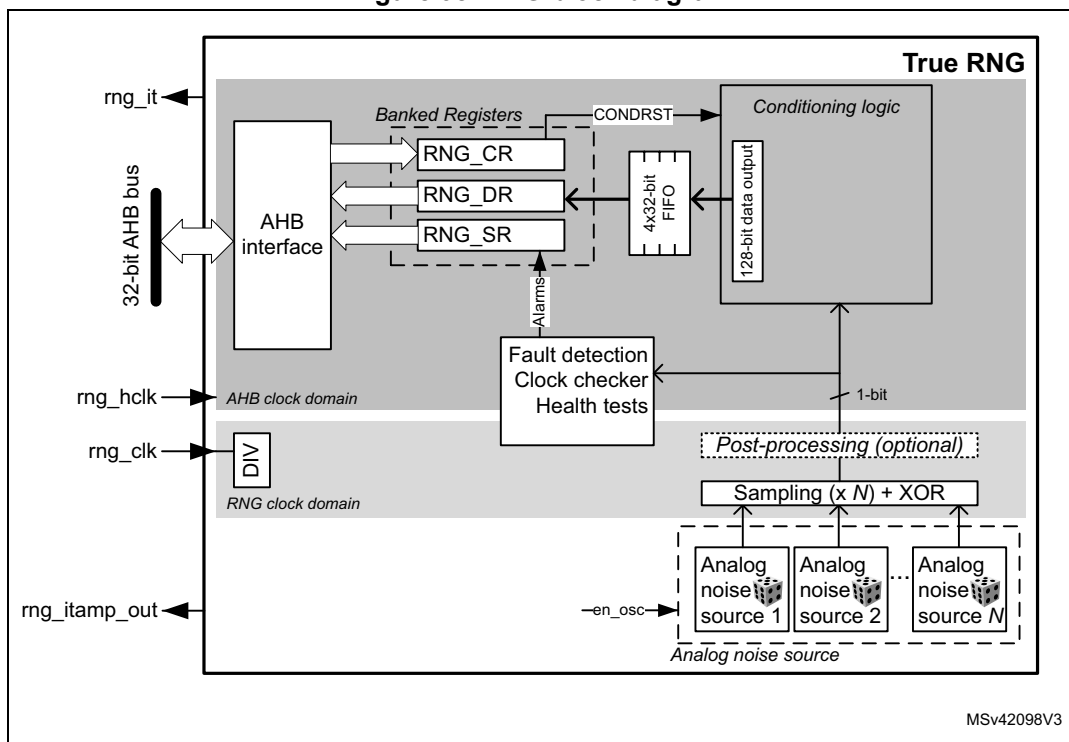 True RNG
rng_it
Banked Registers
CONDRST
Conditioning logic
RNG_CR
RNG_DR
RNG_SR
4x32-bit
FIFO
128-bit data output
AHB
interface
32-bit AHB bus
Alarms
Fault detection
Clock checker
Health tests
1-bit
rng_hclk
AHB clock domain
rng_clk
DIV
Post-processing (optional)
Sampling (x N) + XOR
RNG clock domain
Analog
noise
source 1
Analog
noise
source 2
...
Analog
noise
source N
en_osc
rng_itamp_out
Analog noise source
MSv42098V3